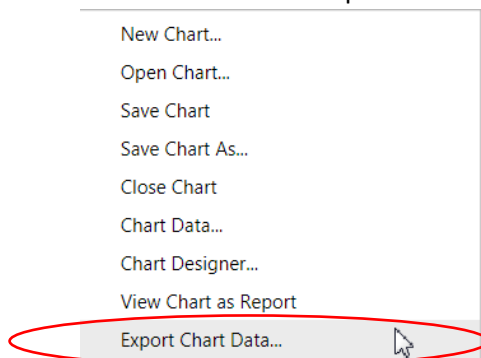 New Chart...
Open Chart...
Save Chart
Save Chart As...
Close Chart
Chart Data...
Chart Designer...
View Chart as Report
Export Chart Data...